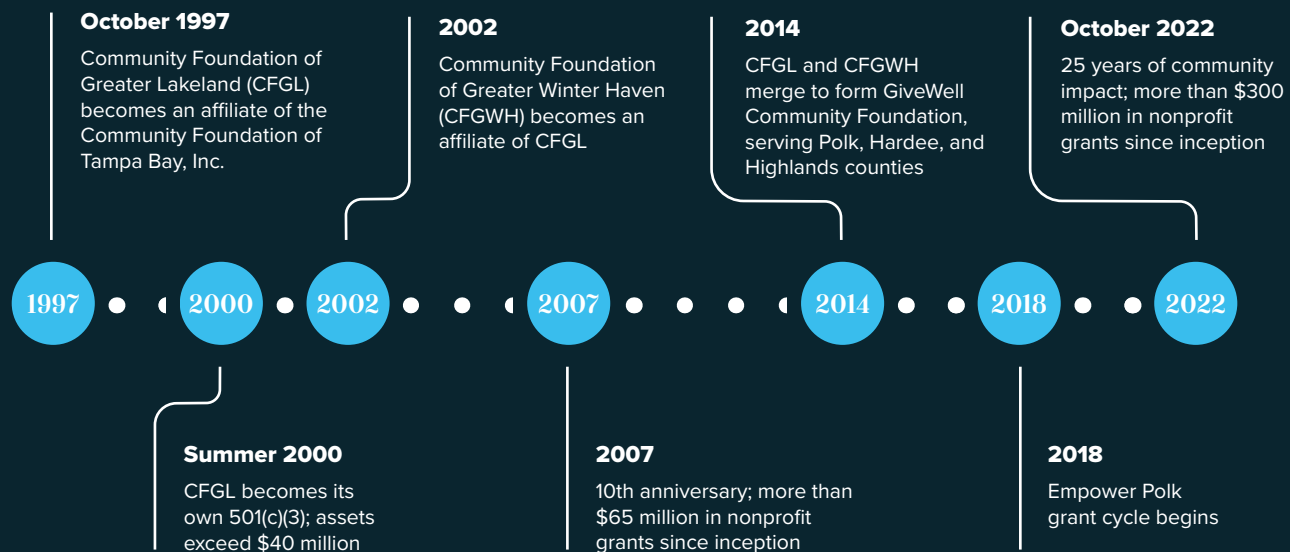 October 1997
Community Foundation of
Greater Lakeland (CFGL)
becomes an affiliate of the
Community Foundation of
Tampa Bay, Inc.
2002
Community Foundation
of Greater Winter Haven
(CFGWH) becomes an
affiliate of CFGL
2014
CFGL and CFGWH
merge to form GiveWell
Community Foundation,
serving Polk, Hardee, and
Highlands counties
October 2022
25 years of community
impact; more than $300
million in nonprofit
grants since inception
1997
2000
2002
2007
2014
2018
2022
Summer 2000
CFGL becomes its
own 501(c)(3); assets
exceed $40 million
2007
10th anniversary; more than
$65 million in nonprofit
grants since inception
2018
Empower Polk
grant cycle begins